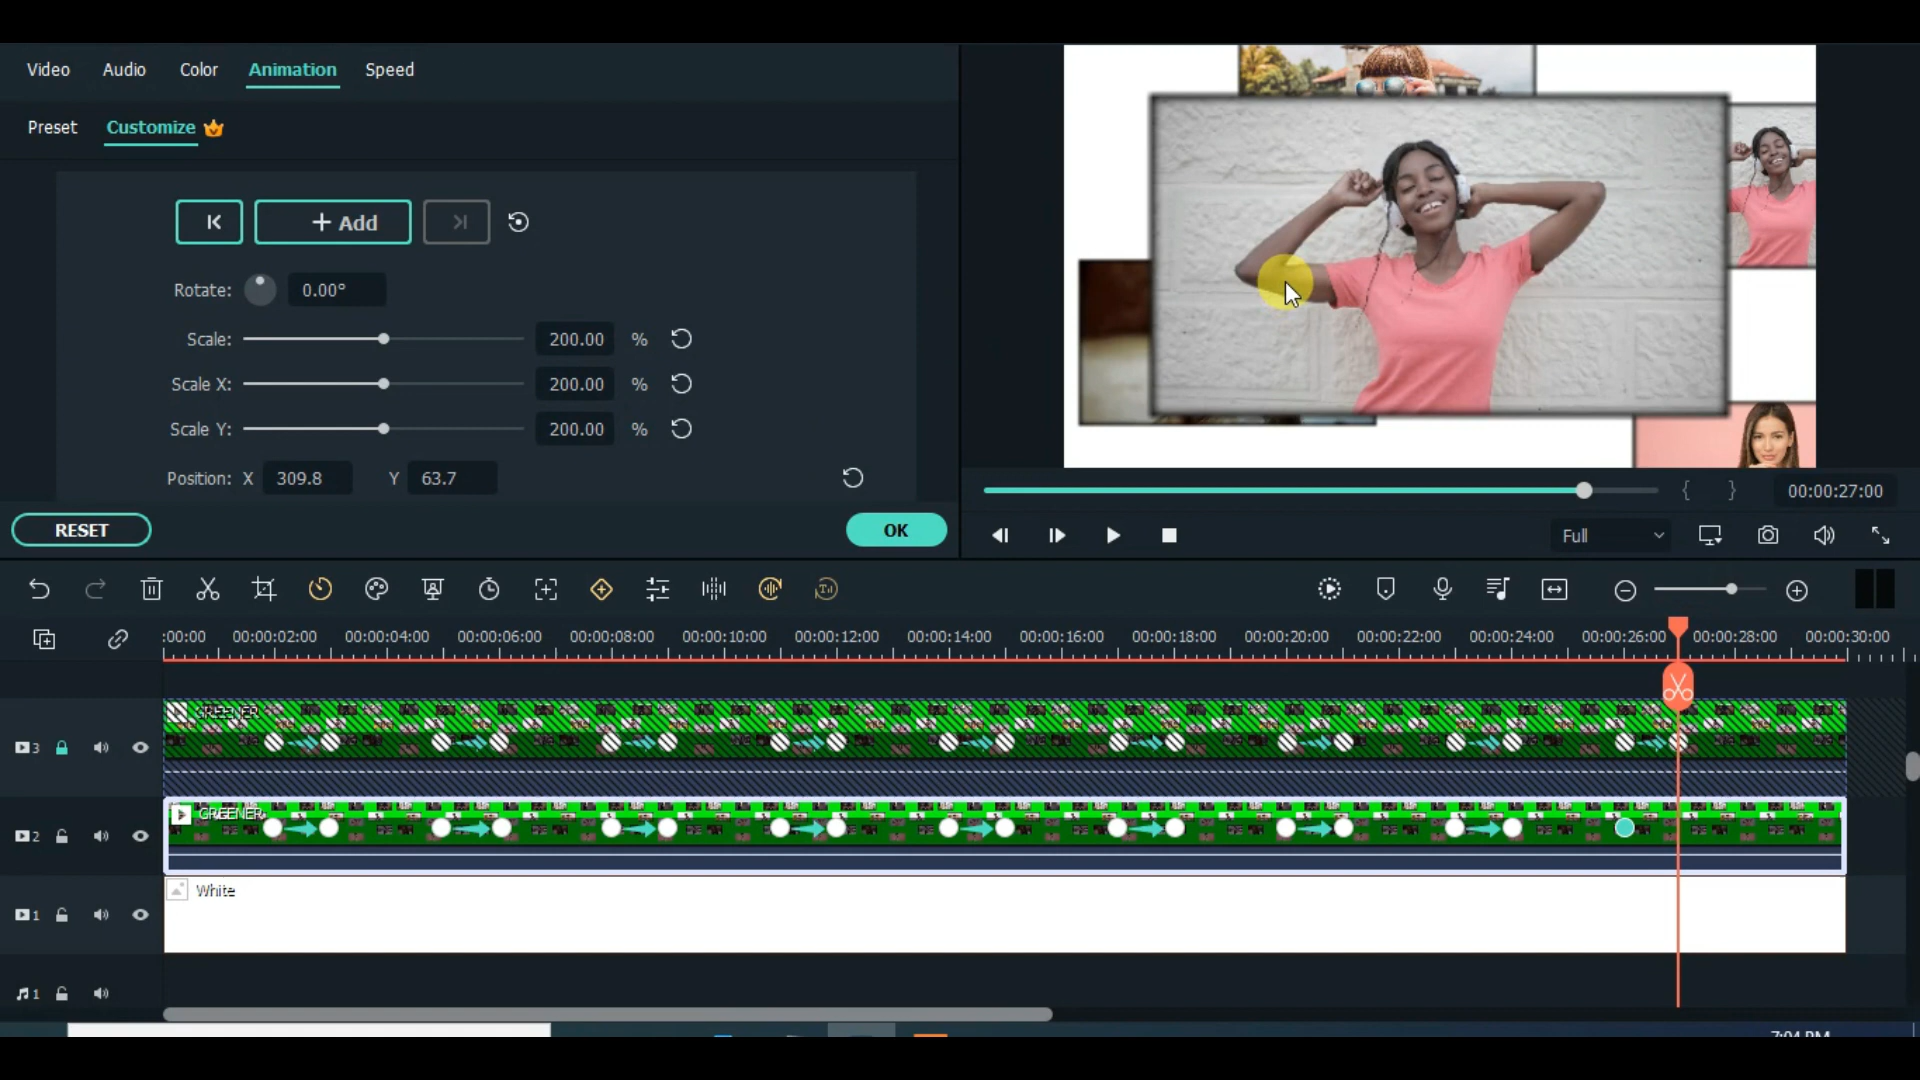 Video Audio Color Animation Speed
Preset Customize
+ Add
Rotate: 0.00°
Scale: 200.00 %
Scale X: 200.00 %
Scale Y: 200.00 %
Position: X 309.8 Y 63.7
RESET OK
{ } 00:00:27:00
Full
:00:00 00:00:02:00 00:00:04:00 00:00:06:00 00:00:08:00 00:00:10:00 00:00:12:00 00:00:14:00 00:00:16:00 00:00:18:00 00:00:20:00 00:00:22:00 00:00:24:00 00:00:26:00 00:00:28:00 00:00:30:00
GREENER
3
GREENER
2
White
1
1
7:04 PM